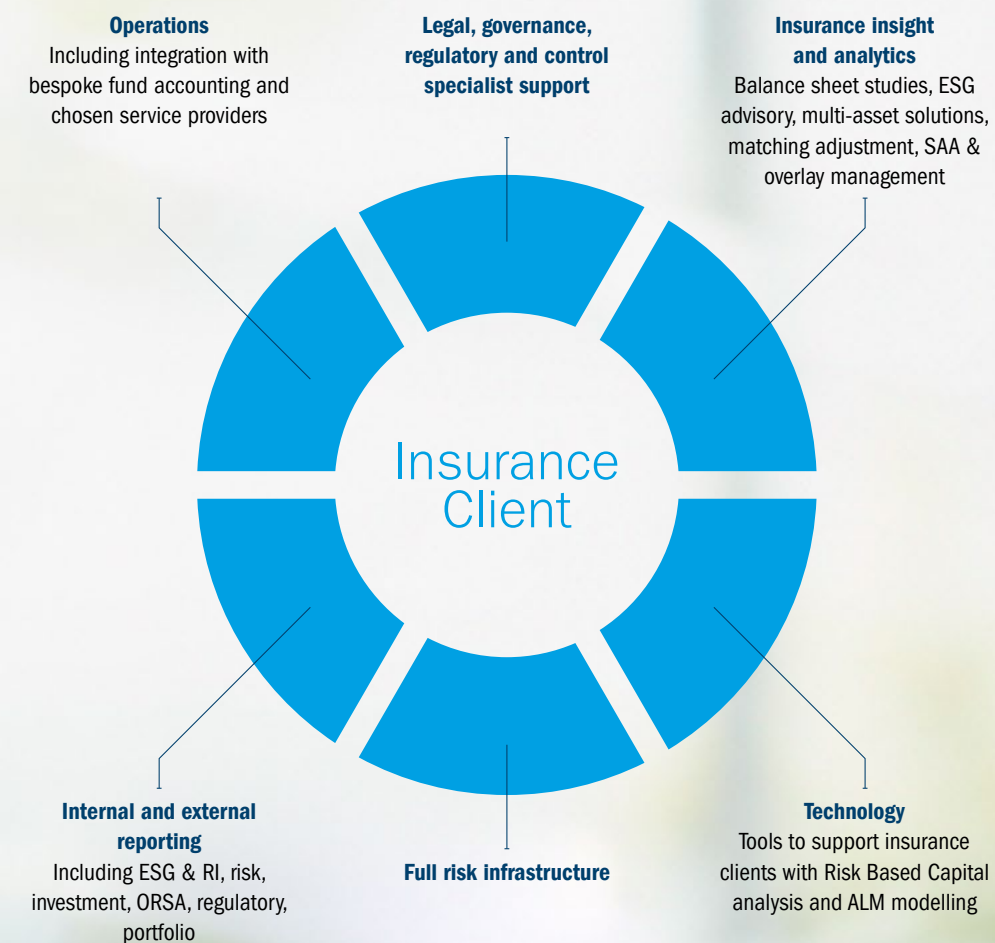 Operations
Including integration with
bespoke fund accounting and
chosen service providers
Legal, governance,
regulatory and control
specialist support
Insurance insight
and analytics
Balance sheet studies, ESG
advisory, multi-asset solutions,
matching adjustment, SAA &
overlay management
Insurance
Client
Internal and external
reporting
Including ESG & RI, risk,
investment, ORSA, regulatory,
portfolio
Full risk infrastructure
Technology
Tools to support insurance
clients with Risk Based Capital
analysis and ALM modelling